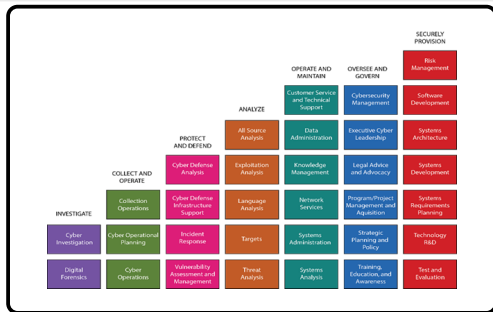 INVESTIGATE
Cyber
Investigation
Digital
Forensics
COLLECT AND
OPERATE
Collection
Operations
Cyber Operational
Planning
Cyber
Operations
PROTECT
AND DEFEND
Cyber Defense
Analysis
Cyber Defense
Infrastructure
Support
Incident
Response
Vulnerability
Assessment and
Management
ANALYZE
All Source
Analysis
Exploitation
Analysis
Language
Analysis
Targets
Threat
Analysis
OPERATE AND
MAINTAIN
Customer Service
and Technical
Support
Data
Administration
Knowledge
Management
Network
Services
Systems
Administration
Systems
Analysis
OVERSEE AND
GOVERN
Cybersecurity
Management
Executive Cyber
Leadership
Legal Advice
and Advocacy
Program/Project
Management and
Aquisition
Strategic
Planning and
Policy
Training,
Education, and
Awareness
SECURELY
PROVISION
Risk
Management
Software
Development
Systems
Architecture
Systems
Development
Systems
Requirements
Planning
Technology
R&D
Test and
Evaluation